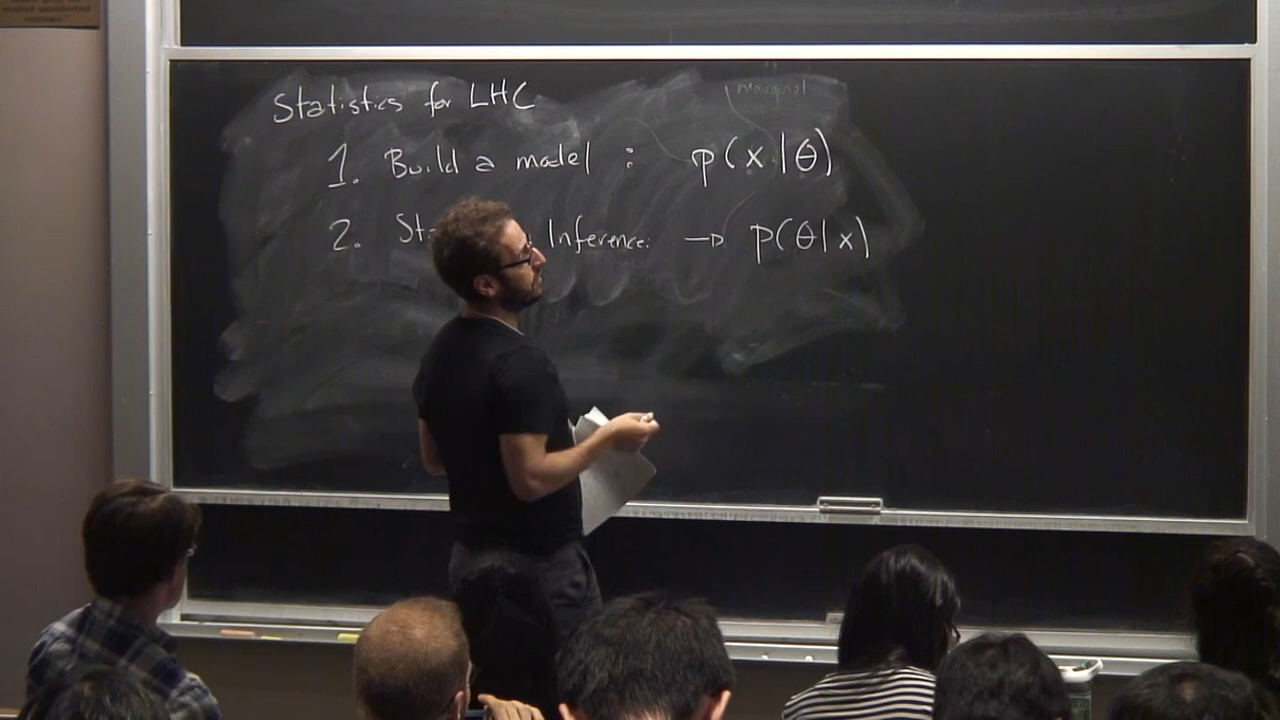 Statistics for LHC
marginal
1. Build a model : p(x|θ)
2. St Inference: → p(θ|x)